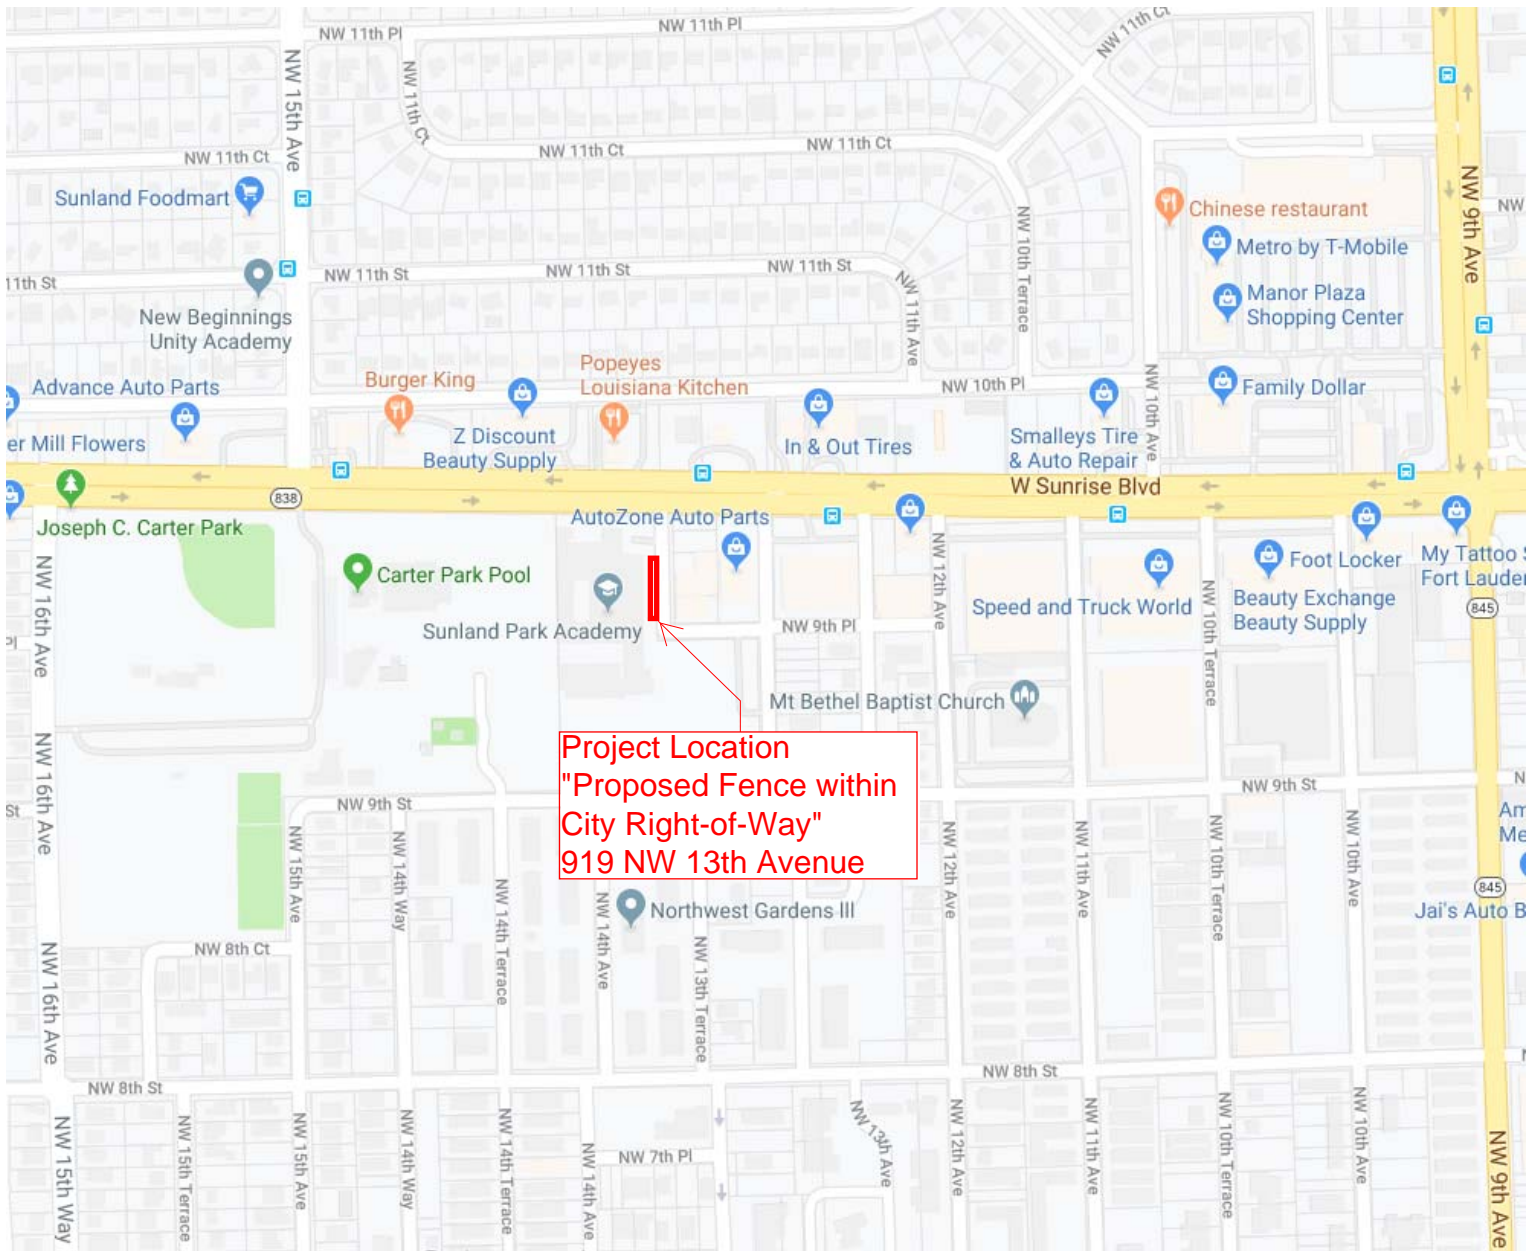 NW 11th Pl
NW 11th Pl
NW 11th Ct
NW 15th Ave
NW 11th Ct
NW 11th Ct
NW 11th Ct
NW 11th Ct
Sunland Foodmart
NW 10th Terrace
Chinese restaurant
NW 9th Ave
NW
Metro by T-Mobile
11th St
NW 11th St
NW 11th St
NW 11th St
NW 11th Ave
Manor Plaza
Shopping Center
New Beginnings
Unity Academy
Advance Auto Parts
Burger King
Popeyes
Louisiana Kitchen
NW 10th Pl
NW 10th Ave
Family Dollar
er Mill Flowers
Z Discount
Beauty Supply
In & Out Tires
Smalleys Tire
& Auto Repair
W Sunrise Blvd
838
Joseph C. Carter Park
AutoZone Auto Parts
NW 16th Ave
Carter Park Pool
NW 12th Ave
Foot Locker
My Tattoo S
Fort Lauder
Speed and Truck World
NW 10th Terrace
Beauty Exchange
Beauty Supply
845
Sunland Park Academy
NW 9th Pl
Pl
Mt Bethel Baptist Church
NW 16th Ave
Project Location
"Proposed Fence within
City Right-of-Way"
919 NW 13th Avenue
St
NW 9th St
NW 9th St
N
Am
Me
NW 15th Ave
NW 14th Way
NW 14th Terrace
NW 14th Ave
Northwest Gardens III
NW 13th Terrace
NW 12th Ave
NW 11th Ave
NW 10th Terrace
NW 10th Ave
845
Jai's Auto B
NW 8th Ct
NW 16th Ave
NW 8th St
NW 8th St
N
NW 15th Way
NW 15th Terrace
NW 15th Ave
NW 14th Way
NW 14th Terrace
NW 14th Ave
NW 7th Pl
NW 13th Ave
NW 12th Ave
NW 11th Ave
NW 10th Terrace
NW 10th Ave
NW 9th Ave